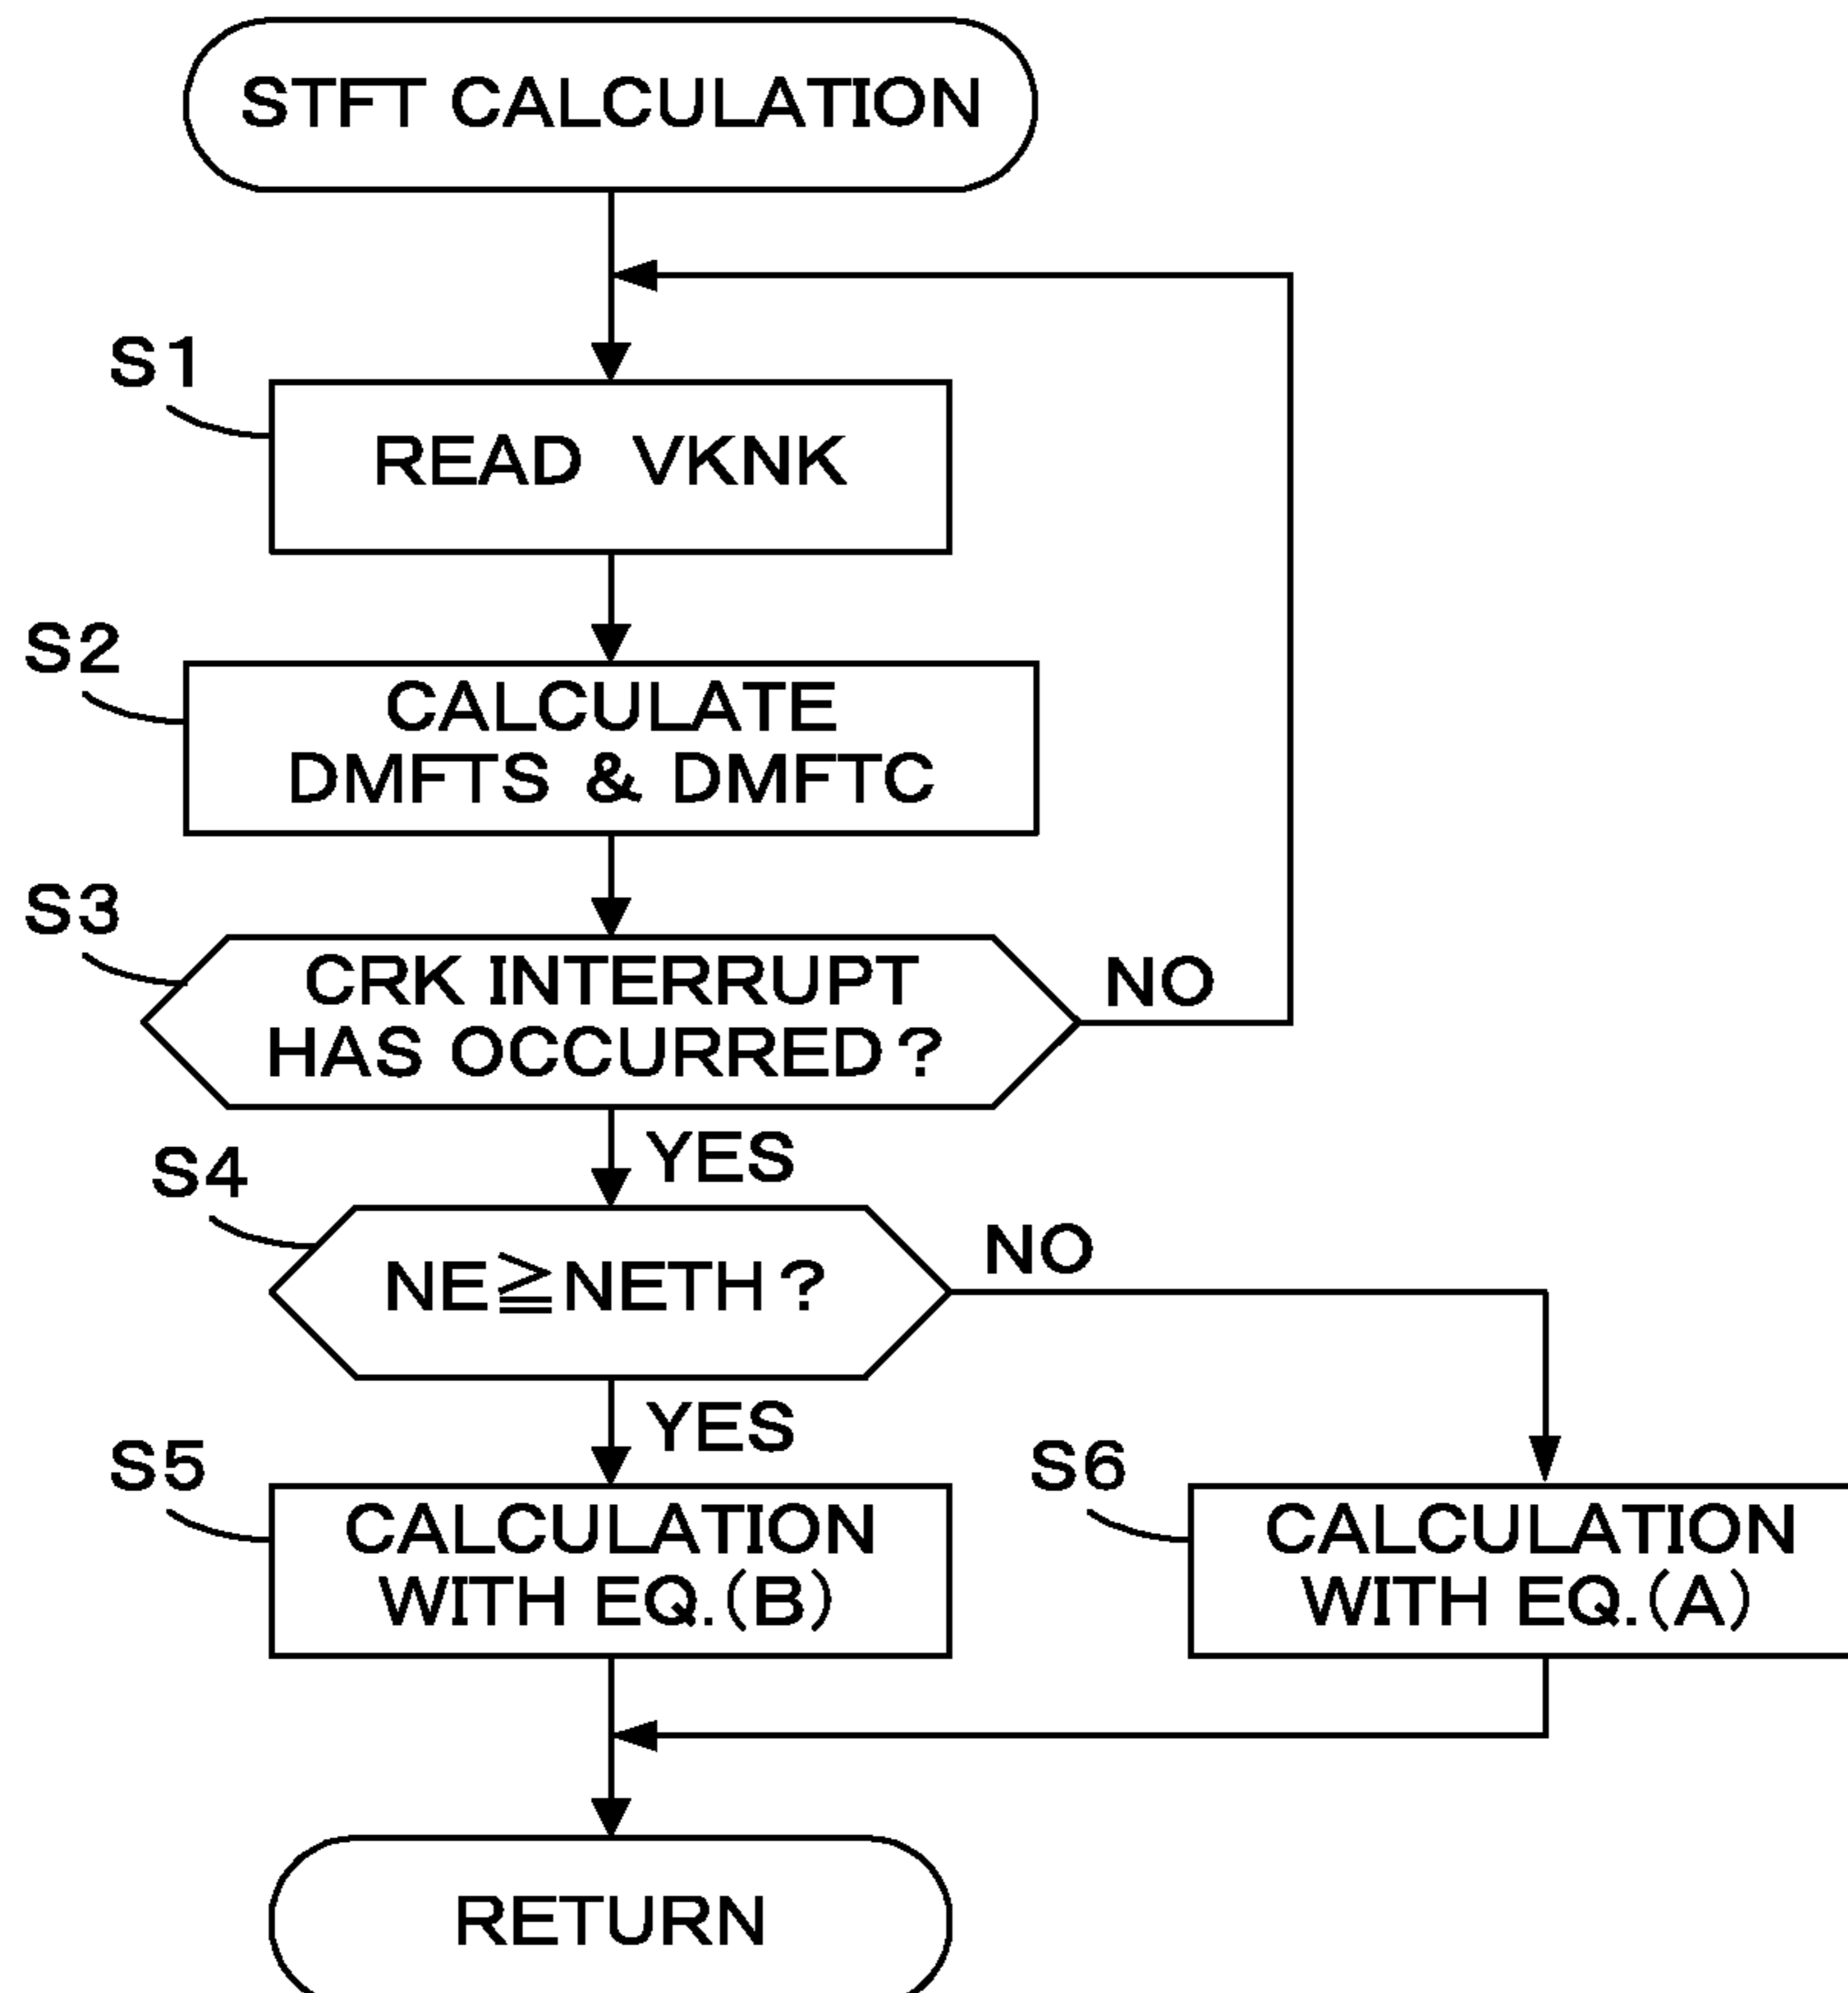 STFT CALCULATION
S1
READ VKNK
S2
CALCULATE
DMFTS & DMFTC
S3
CRK INTERRUPT
HAS OCCURRED?
NO
YES
S4
NE≧NETH?
NO
YES
S5
CALCULATION
WITH EQ.(B)
S6
CALCULATION
WITH EQ.(A)
RETURN